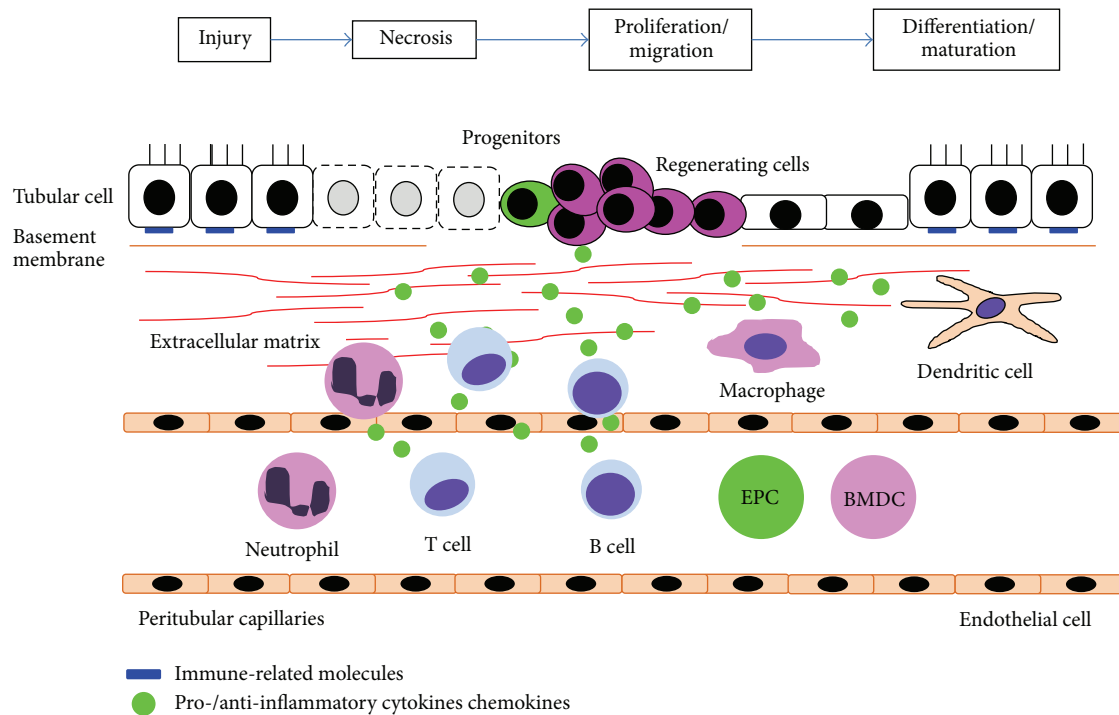 Injury
Necrosis
Proliferation/
migration
Differentiation/
maturation
Progenitors
Regenerating cells
Tubular cell
Basement
membrane
Extracellular matrix
Macrophage
Dendritic cell
EPC
BMDC
Neutrophil
T cell
B cell
Peritubular capillaries
Endothelial cell
Immune-related molecules
Pro-/anti-inflammatory cytokines chemokines